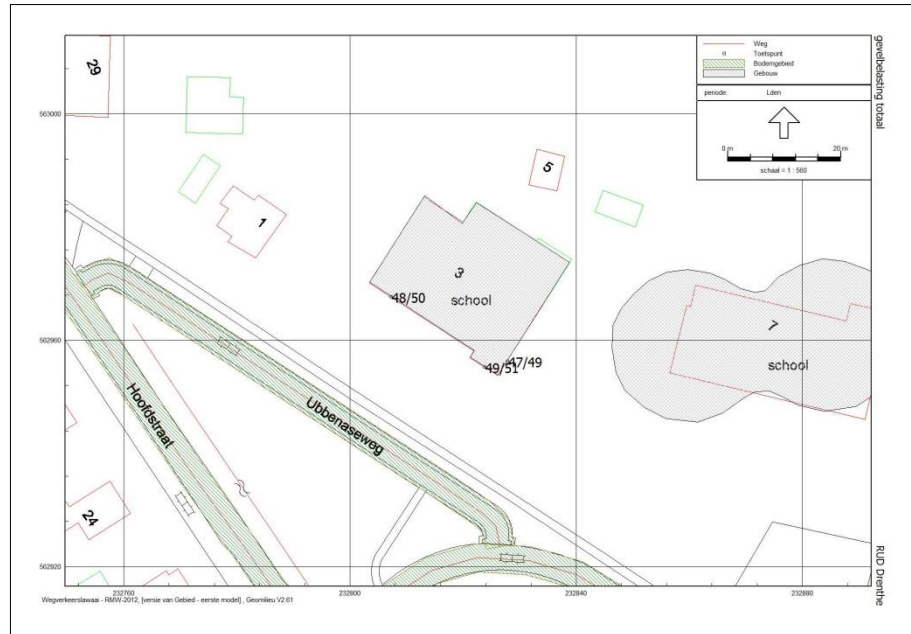 gevelbelasting totaal
Weg
Toetspunt
Bodemgebied
Gebouw
periode: Lden
0 m 20 m
schaal = 1 : 560
29
563000
5
1
3
school
48/50
7
school
562960
47/49
49/51
Hoofdstraat
Ubbenaseweg
24
562920
232760 232800 232840 232880
Wegverkeerslawaai - RMW-2012, [versie van Gebied - eerste model] , Geomilieu V2.61
RUD Drenthe